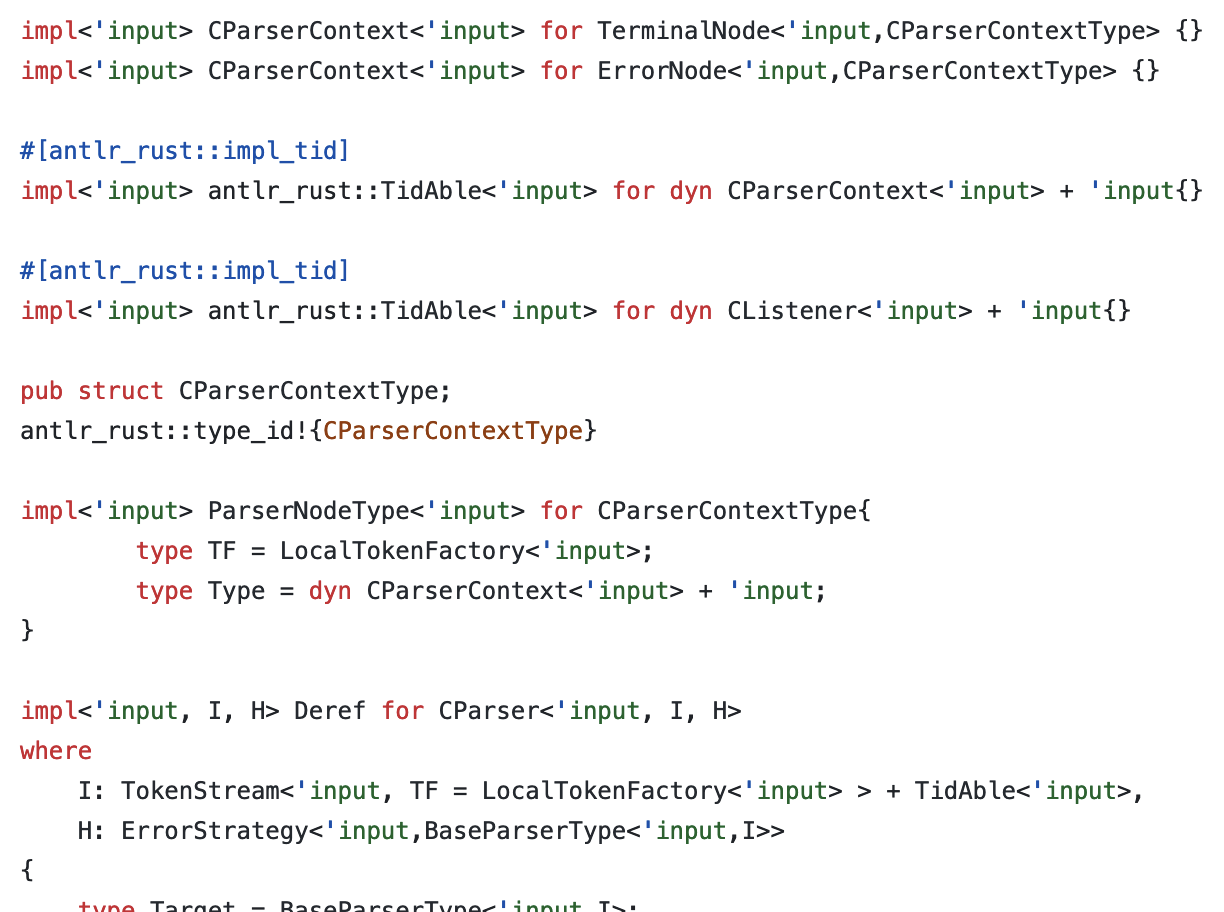 impl<'input> CParserContext<'input> for TerminalNode<'input,CParserContextType> {}
impl<'input> CParserContext<'input> for ErrorNode<'input,CParserContextType> {}
#[antlr_rust::impl_tid]
impl<'input> antlr_rust::TidAble<'input> for dyn CParserContext<'input> + 'input{}
#[antlr_rust::impl_tid]
impl<'input> antlr_rust::TidAble<'input> for dyn CListener<'input> + 'input{}
pub struct CParserContextType;
antlr_rust::type_id!{CParserContextType}
impl<'input> ParserNodeType<'input> for CParserContextType{
        type TF = LocalTokenFactory<'input>;
        type Type = dyn CParserContext<'input> + 'input;
}
impl<'input, I, H> Deref for CParser<'input, I, H>
where
    I: TokenStream<'input, TF = LocalTokenFactory<'input> > + TidAble<'input>,
    H: ErrorStrategy<'input,BaseParserType<'input,I>>
{
    type Target = BaseParserType<'input,I>;